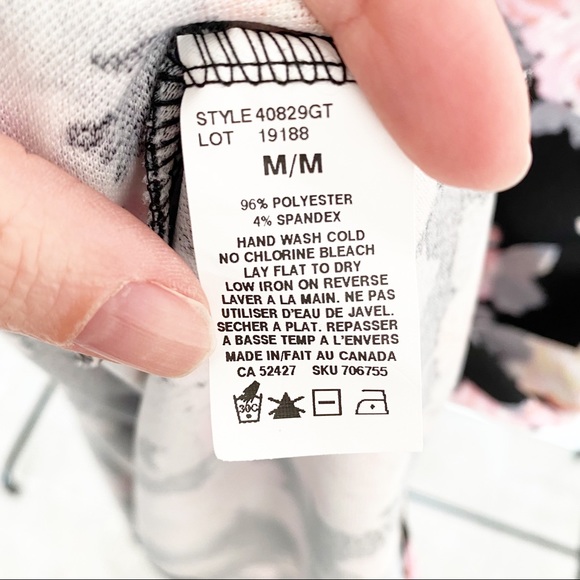 STYLE 40829GT
LOT 19188
M/M
96% POLYESTER
4% SPANDEX
HAND WASH COLD
NO CHLORINE BLEACH
LAY FLAT TO DRY
LOW IRON ON REVERSE
LAVER A LA MAIN. NE PAS
UTILISER D'EAU DE JAVEL.
SECHER A PLAT. REPASSER
A BASSE TEMP A L'ENVERS
MADE IN/FAIT AU CANADA
CA 52427 SKU 706755
30C